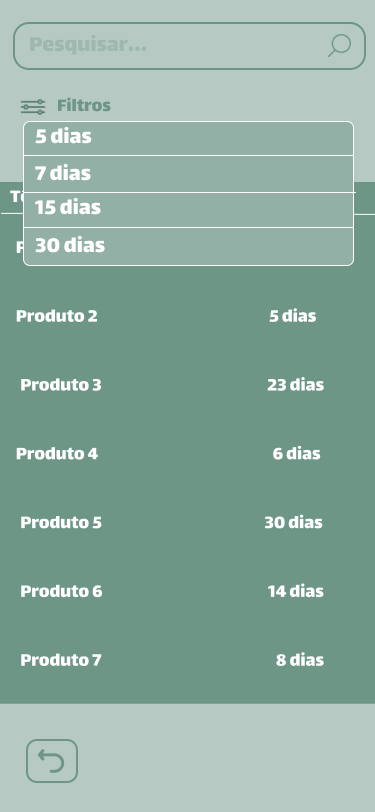 Pesquisar...
Filtros
5 dias
7 dias
15 dias
30 dias
Produto 2 5 dias
Produto 3 23 dias
Produto 4 6 dias
Produto 5 30 dias
Produto 6 14 dias
Produto 7 8 dias